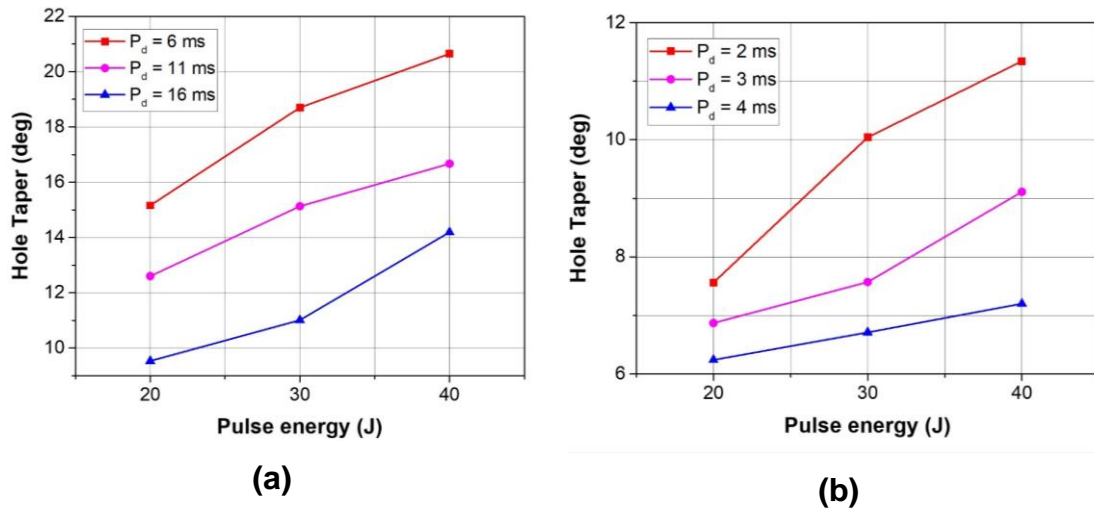 22
20
18
16
14
12
10
Hole Taper (deg)
P_d = 6 ms
P_d = 11 ms
P_d = 16 ms
20
30
40
Pulse energy (J)
(a)
12
10
8
6
Hole Taper (deg)
P_d = 2 ms
P_d = 3 ms
P_d = 4 ms
20
30
40
Pulse energy (J)
(b)